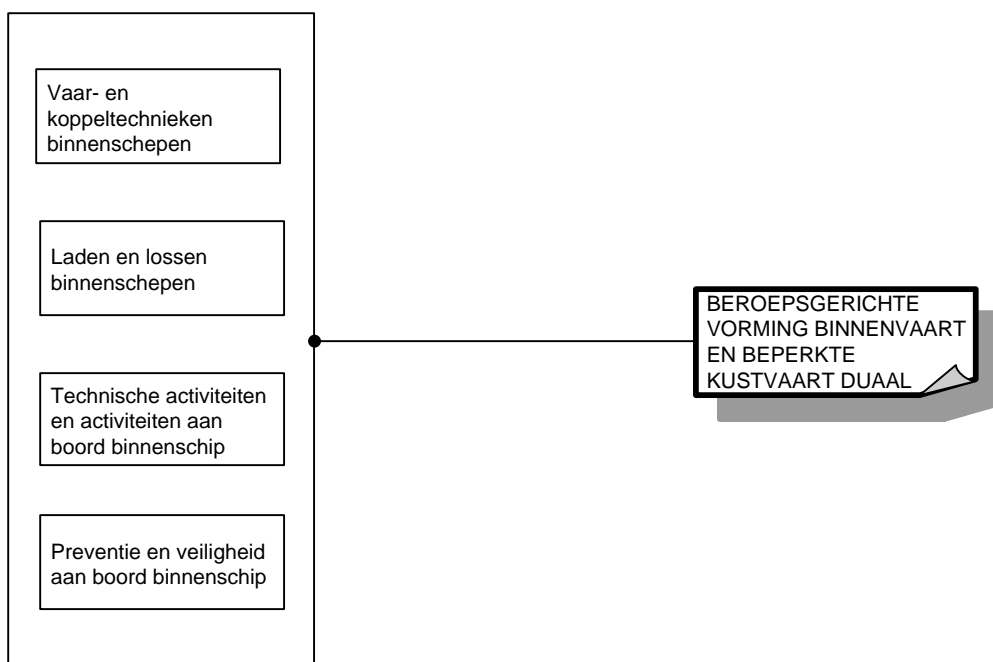 Vaar- en
koppeltechnieken
binnenschepen
Laden en lossen
binnenschepen
Technische activiteiten
en activiteiten aan
boord binnenschip
Preventie en veiligheid
aan boord binnenschip
BEROEPSGERICHTE
VORMING BINNENVAART
EN BEPERKTE
KUSTVAART DUAAL